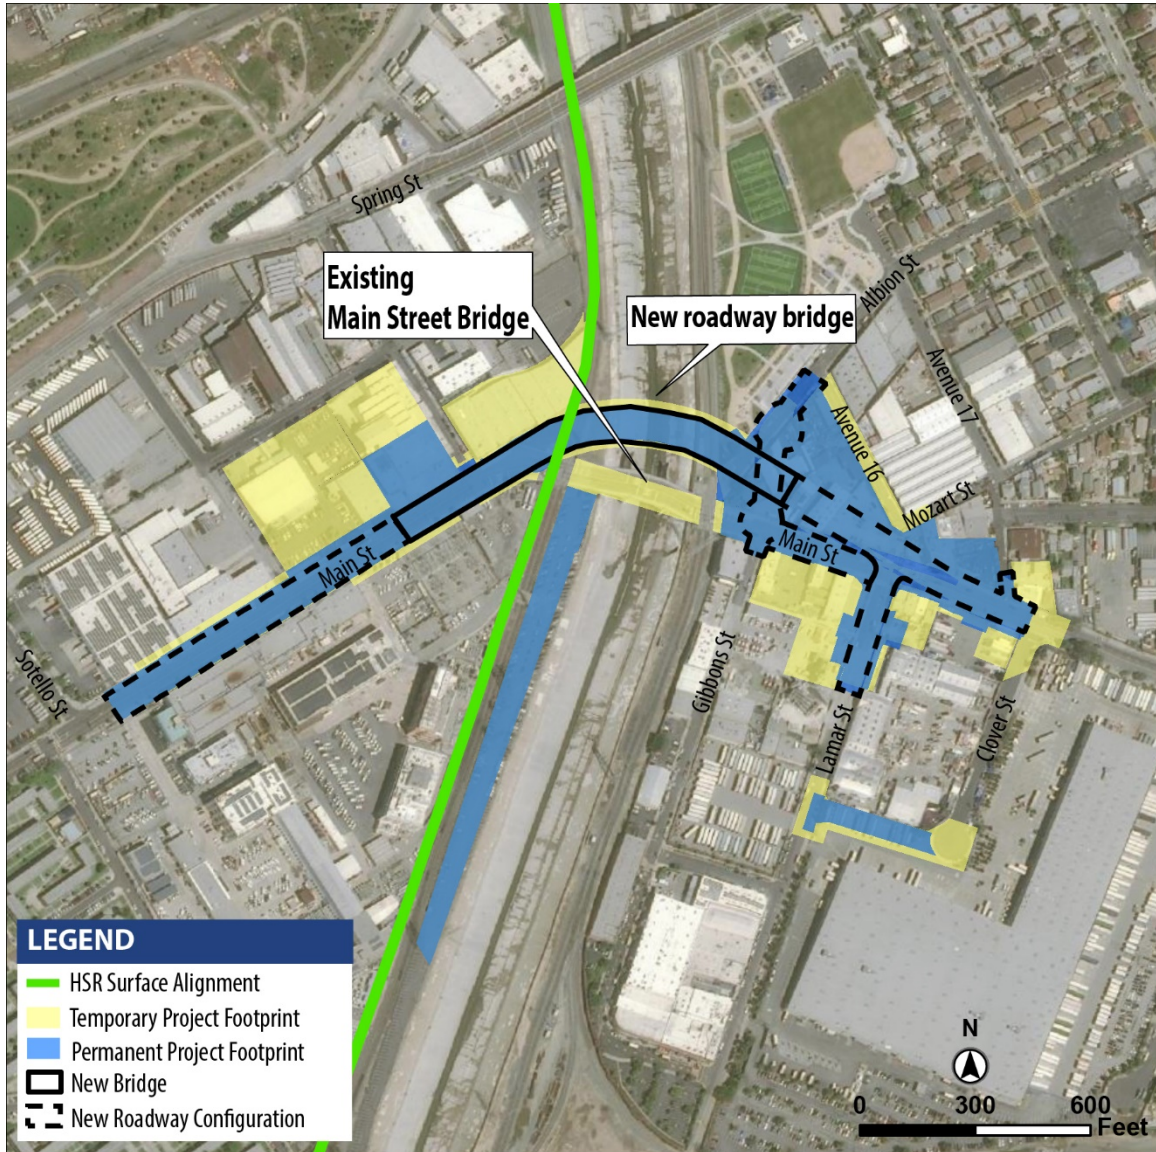 Spring St
Existing
Main Street Bridge
New roadway bridge
Albion St
Avenue 17
Avenue 16
Mozart St
Main St
Main St
Sotello St
Gibbons St
Lamar St
Clover St
LEGEND
HSR Surface Alignment
Temporary Project Footprint
Permanent Project Footprint
New Bridge
New Roadway Configuration
N
0 300 600
Feet